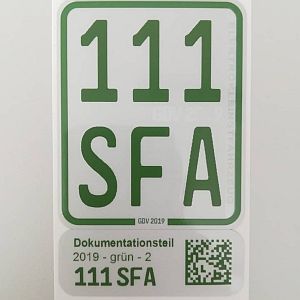 111
SFA
GDV 2019
Dokumentationsteil
2019 - grün - 2
111 SFA